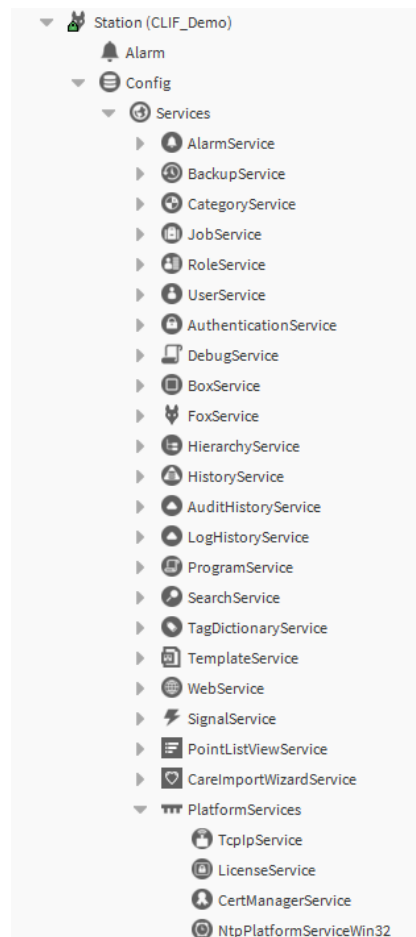 Station (CLIF_Demo)
Alarm
Config
Services
AlarmService
BackupService
CategoryService
JobService
RoleService
UserService
AuthenticationService
DebugService
BoxService
FoxService
HierarchyService
HistoryService
AuditHistoryService
LogHistoryService
ProgramService
SearchService
TagDictionaryService
TemplateService
WebService
SignalService
PointListViewService
CareImportWizardService
PlatformServices
TcpIpService
LicenseService
CertManagerService
NtpPlatformServiceWin32